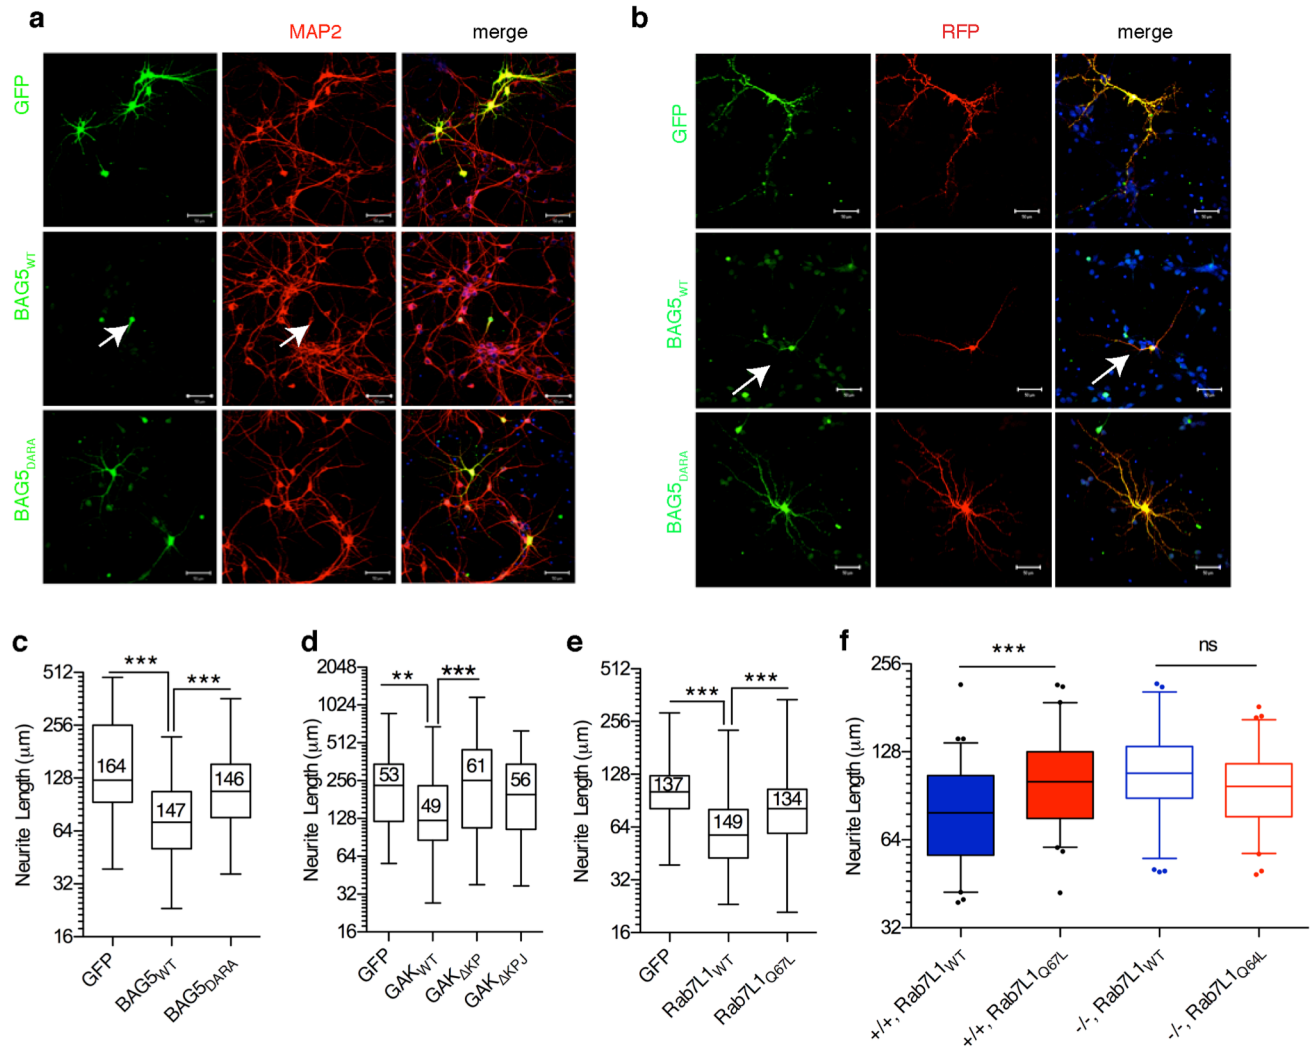 a
b
MAP2
merge
RFP
merge
GFP
GFP
BAG5WT
BAG5WT
BAG5DARA
BAG5DARA
c
d
e
f
Neurite Length (μm)
512
256
128
64
32
16
***
***
164
147
146
GFP
BAG5WT
BAG5DARA
Neurite Length (μm)
2048
1024
512
256
128
64
32
16
**
***
53
49
61
56
GFP
GAKWT
GAKΔKP
GAKΔKPJ
Neurite Length (μm)
512
256
128
64
32
16
***
***
137
149
134
GFP
Rab7L1WT
Rab7L1Q67L
Neurite Length (μm)
256
128
64
32
***
ns
+/+, Rab7L1WT
+/+, Rab7L1Q67L
-/-, Rab7L1WT
-/-, Rab7L1Q64L